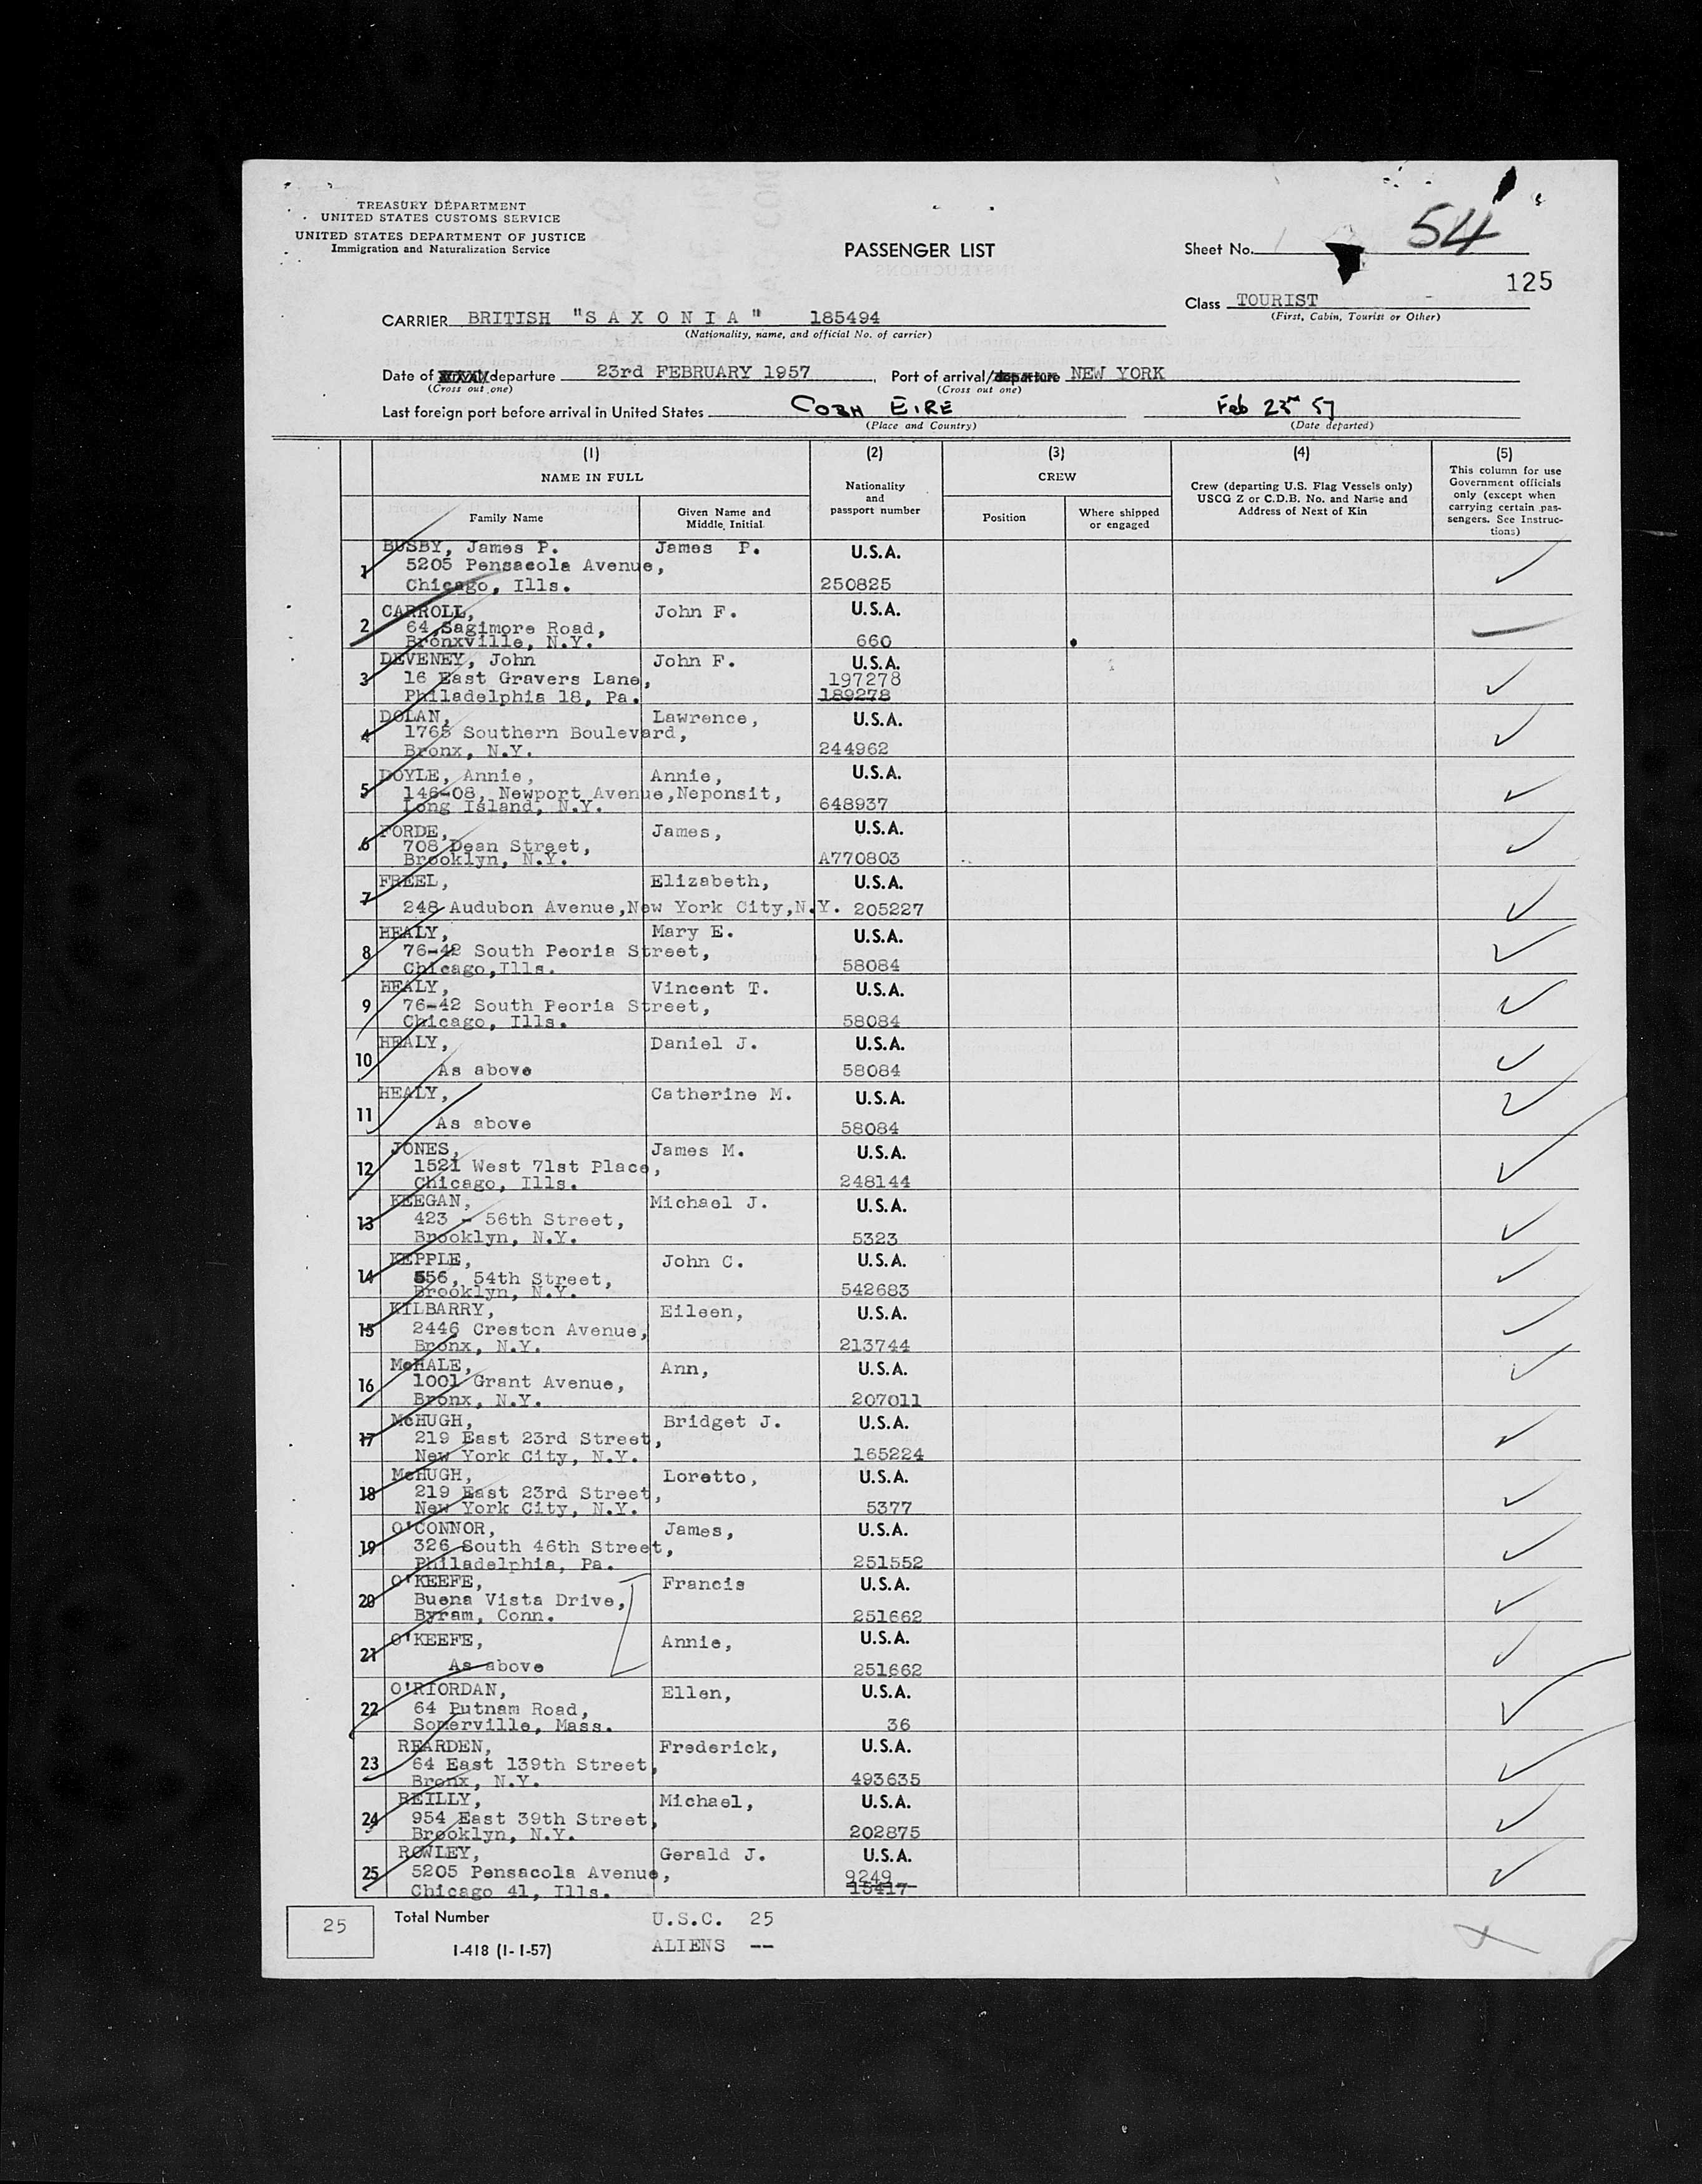 TREASURY DEPARTMENT
UNITED STATES CUSTOMS SERVICE
UNITED STATES DEPARTMENT OF JUSTICE
Immigration and Naturalization Service
PASSENGER LIST
Sheet No. 54
125
Class TOURIST
(First, Cabin, Tourist or Other)
CARRIER BRITISH "S A X O N I A" 185494
(Nationality, name, and official No. of carrier)
Date of departure 23rd FEBRUARY 1957, Port of arrival/departure NEW YORK
(Cross out one) (Cross out one)
Last foreign port before arrival in United States COBH EIRE Feb 23rd 57
(Place and Country) (Date departed)
(1) (2) (3) (4) (5)
NAME IN FULL
Nationality and passport number
CREW
Crew (departing U.S. Flag Vessels only)
USCG Z or C.D.B. No. and Name and
Address of Next of Kin
This column for use
Government officials
only (except when
carrying certain pas-
sengers. See Instruc-
tions)
Family Name Given Name and Middle Initial Position Where shipped or engaged
1 BUSBY, James P. James P. U.S.A.
5205 Pensacola Avenue,
Chicago, Ills. 250825
2 CARROLL, John F. U.S.A.
64, Sagimore Road,
Bronxville, N.Y. 660
3 DEVENEY, John John F. U.S.A.
16 East Gravers Lane, 197278
Philadelphia 18, Pa. 189278
4 DOLAN, Lawrence, U.S.A.
1765 Southern Boulevard,
Bronx, N.Y. 244962
5 DOYLE, Annie, Annie, U.S.A.
146-08, Newport Avenue, Neponsit,
Long Island, N.Y. 648937
6 FORDE, James, U.S.A.
708 Dean Street,
Brooklyn, N.Y. A770803
7 FREEL, Elizabeth, U.S.A.
248 Audubon Avenue, New York City, N.Y. 205227
8 HEALY, Mary E. U.S.A.
76-42 South Peoria Street,
Chicago, Ills. 58084
9 HEALY, Vincent T. U.S.A.
76-42 South Peoria Street,
Chicago, Ills. 58084
10 HEALY, Daniel J. U.S.A.
As above 58084
11 HEALY, Catherine M. U.S.A.
As above 58084
12 JONES, James M. U.S.A.
1521 West 71st Place,
Chicago, Ills. 248144
13 KEEGAN, Michael J. U.S.A.
423 - 56th Street,
Brooklyn, N.Y. 5323
14 KEPPLE, John C. U.S.A.
556, 54th Street,
Brooklyn, N.Y. 542683
15 KILBARRY, Eileen, U.S.A.
2446 Creston Avenue,
Bronx, N.Y. 213744
16 McHALE, Ann, U.S.A.
1001 Grant Avenue,
Bronx, N.Y. 207011
17 McHUGH, Bridget J. U.S.A.
219 East 23rd Street,
New York City, N.Y. 165224
18 McHUGH, Loretto, U.S.A.
219 East 23rd Street,
New York City, N.Y. 5377
19 O'CONNOR, James, U.S.A.
326 South 46th Street,
Philadelphia, Pa. 251552
20 O'KEEFE, Francis U.S.A.
Buena Vista Drive,
Byram, Conn. 251662
21 O'KEEFE, Annie, U.S.A.
As above 251662
22 O'RIORDAN, Ellen, U.S.A.
64 Putnam Road,
Somerville, Mass. 36
23 REARDEN, Frederick, U.S.A.
64 East 139th Street,
Bronx, N.Y. 493635
24 REILLY, Michael, U.S.A.
954 East 39th Street,
Brooklyn, N.Y. 202875
25 ROWLEY, Gerald J. U.S.A.
5205 Pensacola Avenue, 9249
Chicago 41, Ills. 15417
25 Total Number U.S.C. 25
I-418 (1-1-57) ALIENS --